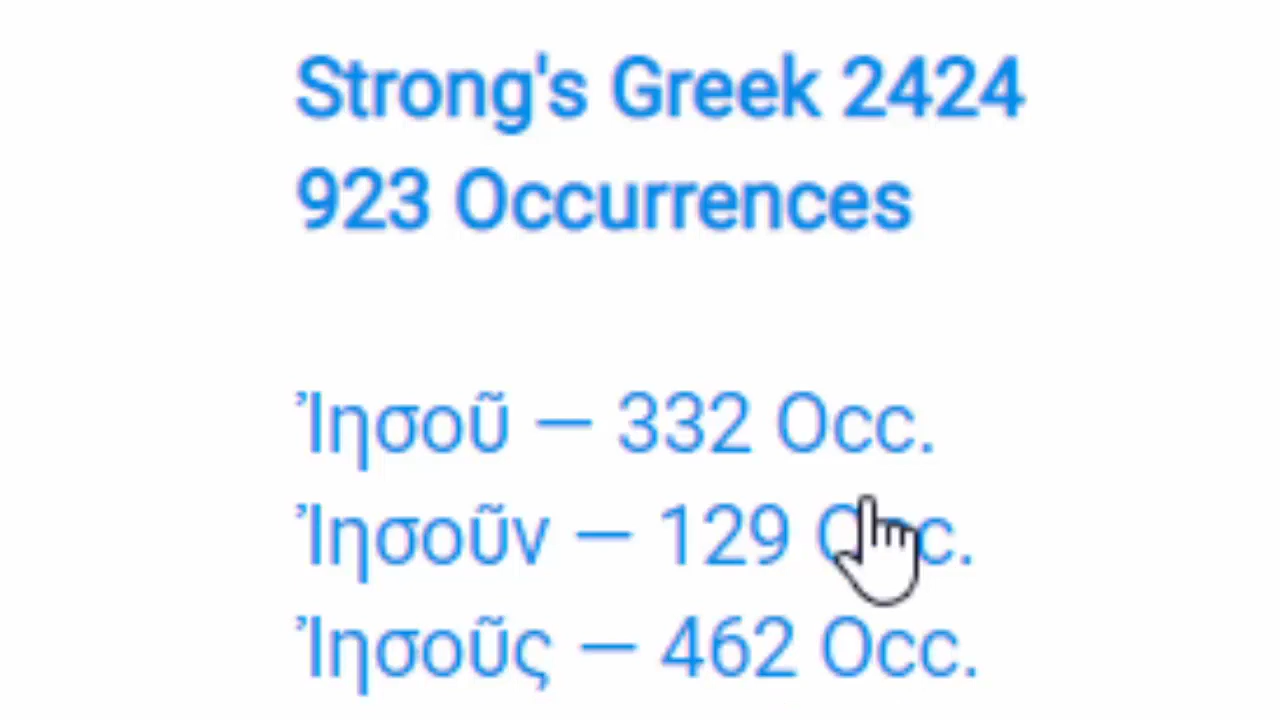 Strong's Greek 2424
923 Occurrences
Ἰησοῦ — 332 Occ.
Ἰησοῦν — 129 Occ.
Ἰησοῦς — 462 Occ.